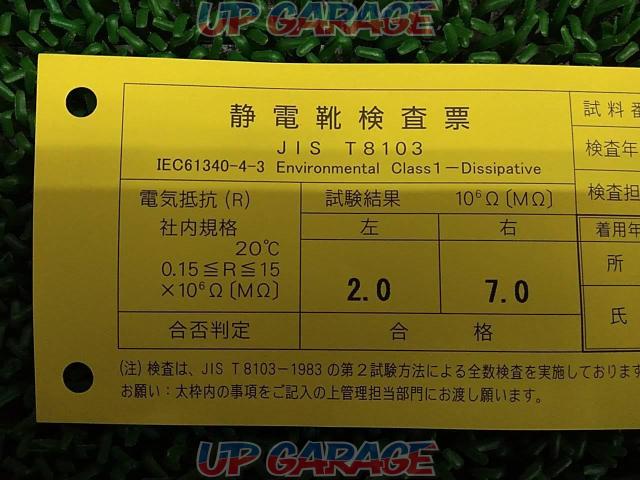 UP GARAGE
静電靴検査票
JIS T8103
IEC61340-4-3 Environmental Class1-Dissipative
試料番
検査年
検査担
着用年
所
氏
電気抵抗(R)
社内規格
20℃
0.15≦R≦15
×10⁶Ω〔MΩ〕
試験結果 10⁶Ω〔MΩ〕
左 右
2.0 7.0
合否判定 合格
(注)検査は、JIS T8103-1983の第2試験方法による全数検査を実施しております
お願い:太枠内の事項をご記入の上管理担当部門にお渡し願います。
UP GARAGE